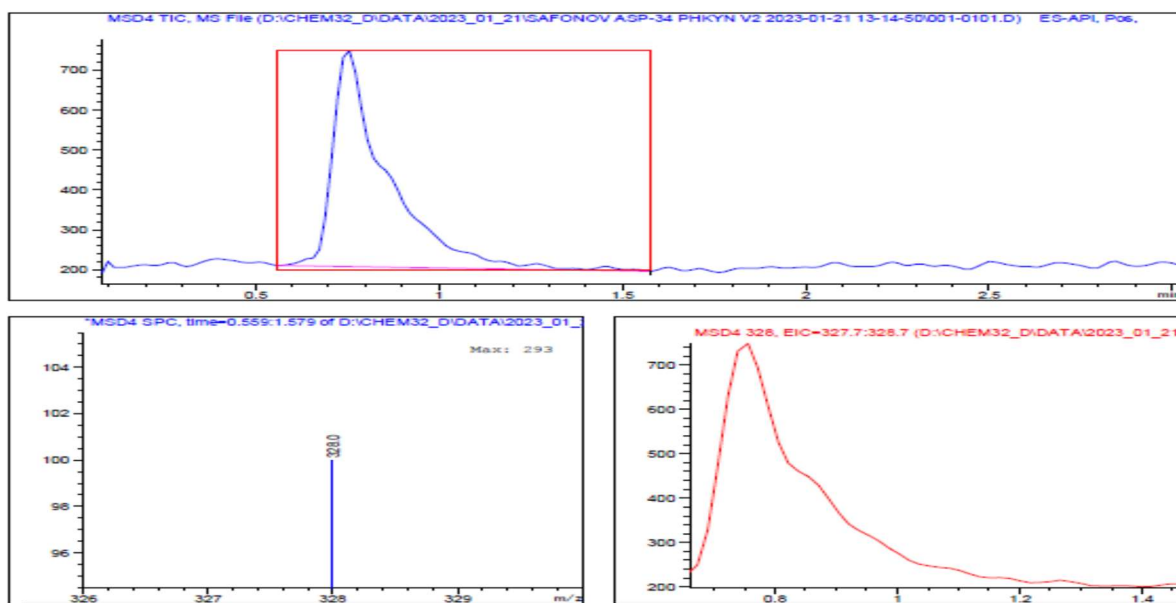 MSD4 TIC, MS File (D:\CHEM32_D\DATA\2023_01_21\SAFONOV ASP-34 PHKYN V2 2023-01-21 13-14-50\001-0101.D) ES-API, Pos,
700
600
500
400
300
200
0.5 1 1.5 2 2.5 min
*MSD4 SPC, time=0.559:1.579 of D:\CHEM32_D\DATA\2023_01_
Max: 293
104
102
100
98
96
328.0
326 327 328 329 m/z
MSD4 328, EIC=327.7:328.7 (D:\CHEM32_D\DATA\2023_01_21
700
600
500
400
300
200
0.8 1 1.2 1.4